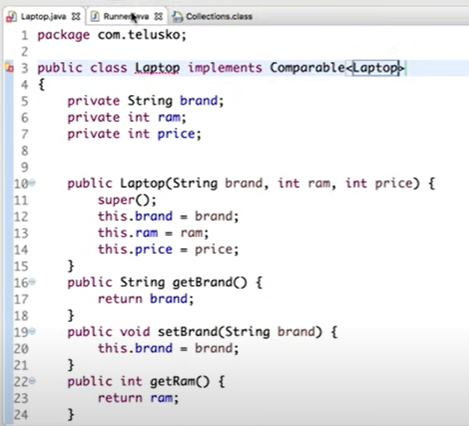 Laptop.java Runner.java Collections.class
1 package com.telusko;
2
3 public class Laptop implements Comparable<Laptop>
4 {
5 private String brand;
6 private int ram;
7 private int price;
8
9
10 public Laptop(String brand, int ram, int price) {
11 super();
12 this.brand = brand;
13 this.ram = ram;
14 this.price = price;
15 }
16 public String getBrand() {
17 return brand;
18 }
19 public void setBrand(String brand) {
20 this.brand = brand;
21 }
22 public int getRam() {
23 return ram;
24 }